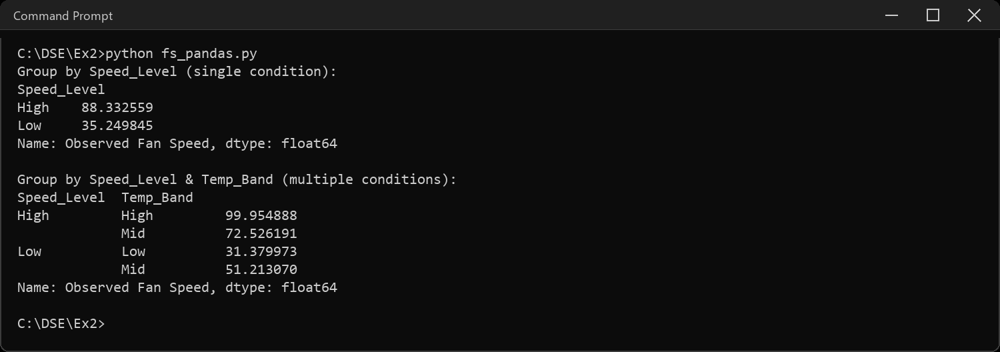 Command Prompt
C:\DSE\Ex2>python fs_pandas.py
Group by Speed_Level (single condition):
Speed_Level
High    88.332559
Low     35.249845
Name: Observed Fan Speed, dtype: float64
Group by Speed_Level & Temp_Band (multiple conditions):
Speed_Level  Temp_Band
High         High         99.954888
             Mid          72.526191
Low          Low          31.379973
             Mid          51.213070
Name: Observed Fan Speed, dtype: float64
C:\DSE\Ex2>